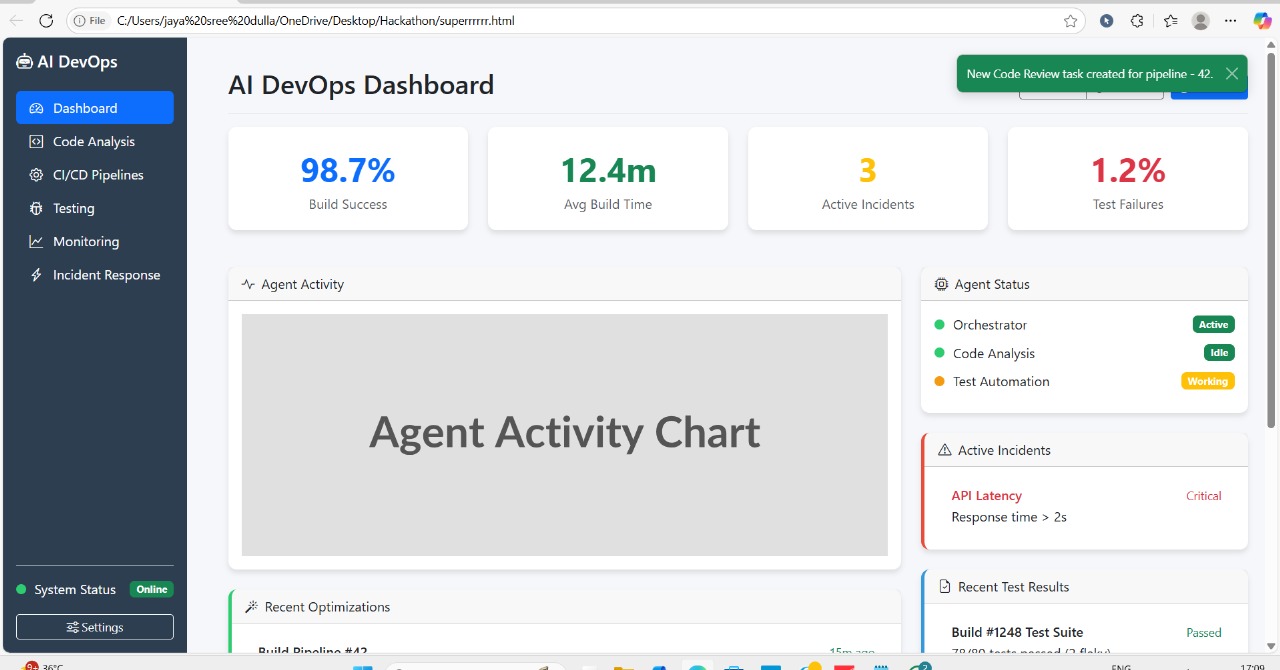 File
C:/Users/jaya%20sree%20dulla/OneDrive/Desktop/Hackathon/superrrrrr.html
AI DevOps
Dashboard
Code Analysis
CI/CD Pipelines
Testing
Monitoring
Incident Response
System Status Online
Settings
AI DevOps Dashboard
New Code Review task created for pipeline - 42.
98.7%
Build Success
12.4m
Avg Build Time
3
Active Incidents
1.2%
Test Failures
Agent Activity
Agent Activity Chart
Recent Optimizations
Build Pipeline #42 15m ago
Agent Status
Orchestrator Active
Code Analysis Idle
Test Automation Working
Active Incidents
API Latency Critical
Response time > 2s
Recent Test Results
Build #1248 Test Suite Passed
78/80 tests passed (2 flaky)
9+ 36°C
ENG
17:09